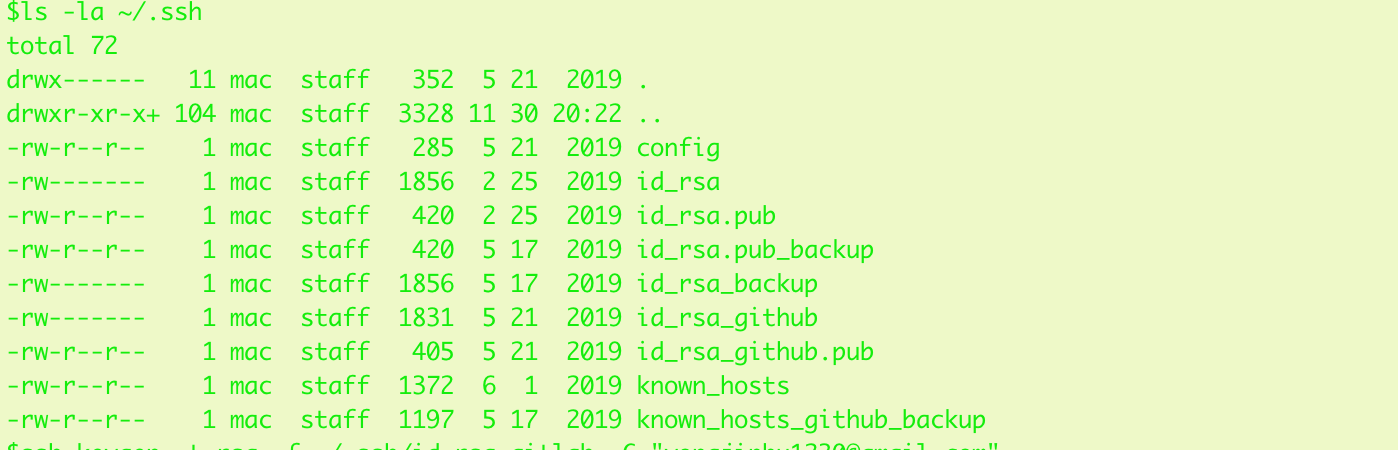 $ls -la ~/.ssh
total 72
drwx------   11 mac  staff   352  5 21  2019 .
drwxr-xr-x+ 104 mac  staff  3328 11 30 20:22 ..
-rw-r--r--    1 mac  staff   285  5 21  2019 config
-rw-------    1 mac  staff  1856  2 25  2019 id_rsa
-rw-r--r--    1 mac  staff   420  2 25  2019 id_rsa.pub
-rw-r--r--    1 mac  staff   420  5 17  2019 id_rsa.pub_backup
-rw-------    1 mac  staff  1856  5 17  2019 id_rsa_backup
-rw-------    1 mac  staff  1831  5 21  2019 id_rsa_github
-rw-r--r--    1 mac  staff   405  5 21  2019 id_rsa_github.pub
-rw-r--r--    1 mac  staff  1372  6  1  2019 known_hosts
-rw-r--r--    1 mac  staff  1197  5 17  2019 known_hosts_github_backup